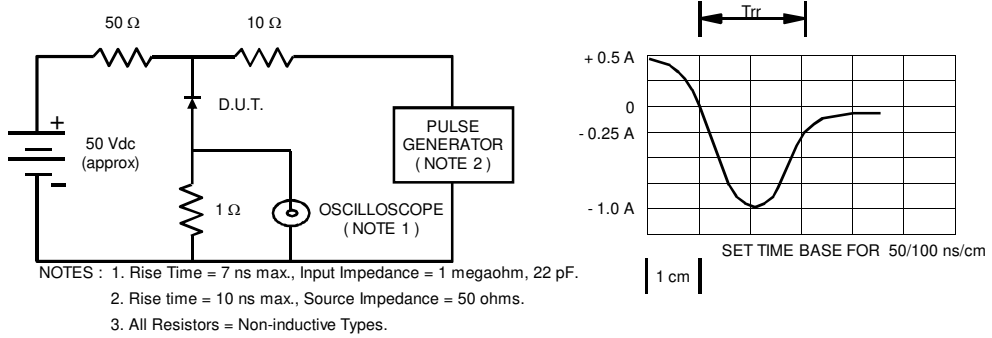 50 Ω
10 Ω
D.U.T.
+
50 Vdc
(approx)
1 Ω
OSCILLOSCOPE
( NOTE 1 )
PULSE
GENERATOR
( NOTE 2 )
NOTES : 1. Rise Time = 7 ns max., Input Impedance = 1 megaohm, 22 pF.
2. Rise time = 10 ns max., Source Impedance = 50 ohms.
3. All Resistors = Non-inductive Types.
Trr
+ 0.5 A
0
- 0.25 A
- 1.0 A
SET TIME BASE FOR 50/100 ns/cm
1 cm